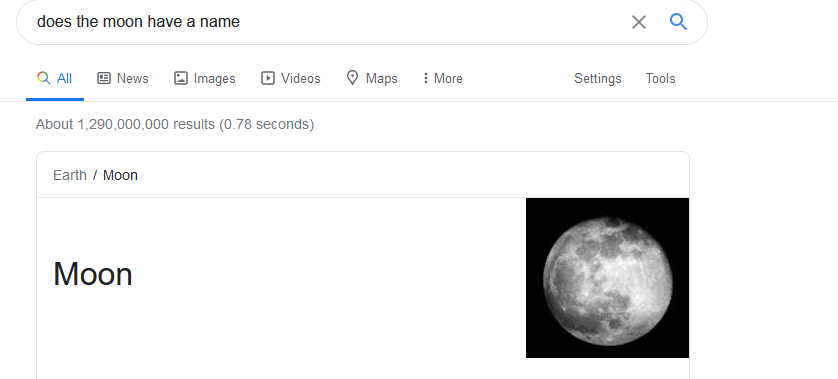 does the moon have a name
All News Images Videos Maps More Settings Tools
About 1,290,000,000 results (0.78 seconds)
Earth / Moon
Moon